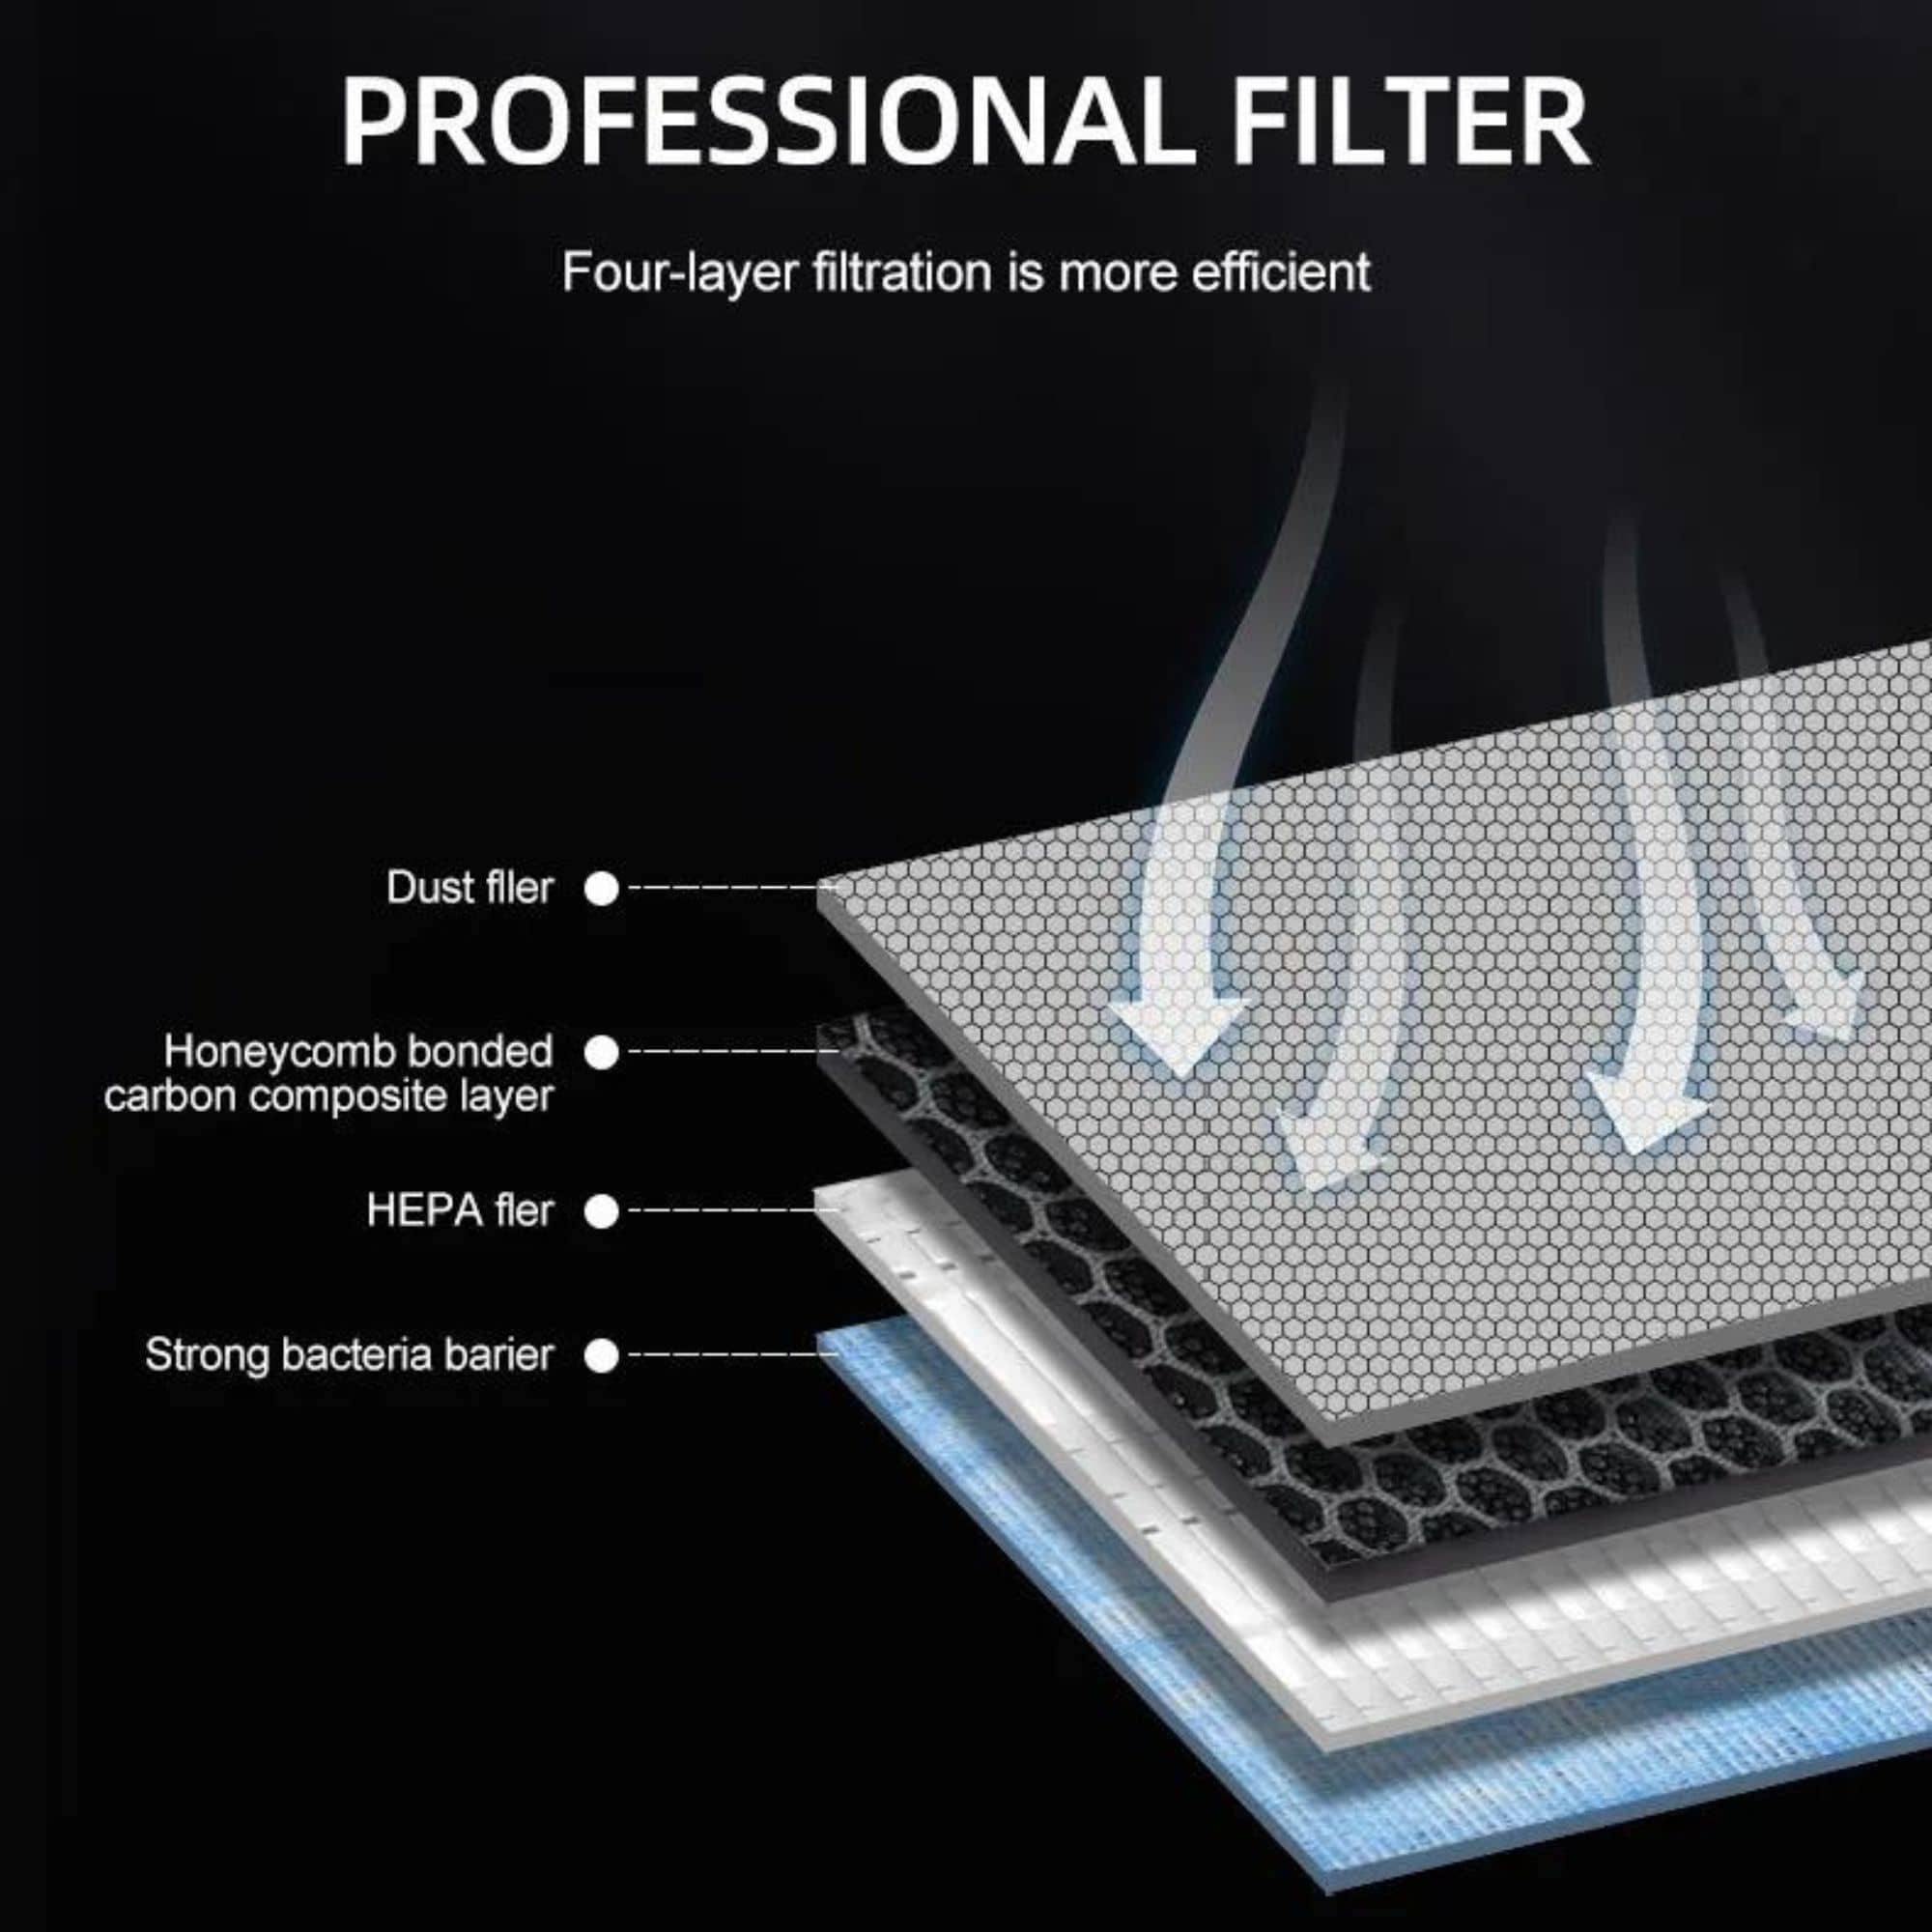 PROFESSIONAL FILTER
Four-layer filtration is more efficient
Dust fller
Honeycomb bonded
carbon composite layer
HEPA fler
Strong bacteria barier